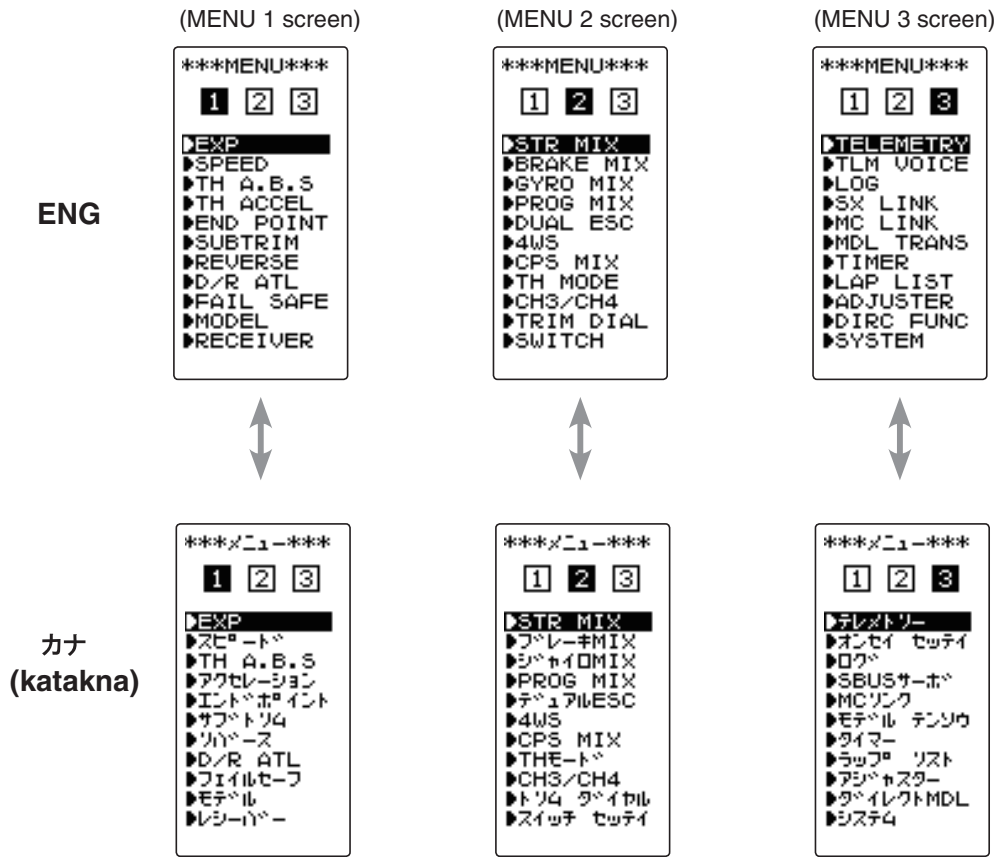 (MENU 1 screen)
***MENU***
1 2 3
EXP
SPEED
TH A.B.S
TH ACCEL
END POINT
SUBTRIM
REVERSE
D/R ATL
FAIL SAFE
MODEL
RECEIVER
(MENU 2 screen)
***MENU***
1 2 3
STR MIX
BRAKE MIX
GYRO MIX
PROG MIX
DUAL ESC
4WS
CPS MIX
TH MODE
CH3/CH4
TRIM DIAL
SWITCH
(MENU 3 screen)
***MENU***
1 2 3
TELEMETRY
TLM VOICE
LOG
SX LINK
MC LINK
MDL TRANS
TIMER
LAP LIST
ADJUSTER
DIRC FUNC
SYSTEM
ENG
***メニュー***
1 2 3
EXP
スピード
TH A.B.S
アクセレーション
エンドポイント
サブトリム
リバース
D/R ATL
フェイルセーフ
モデル
レシーバー
***メニュー***
1 2 3
STR MIX
ブレーキMIX
ジャイロMIX
PROG MIX
デュアルESC
4WS
CPS MIX
THモード
CH3/CH4
トリム ダイヤル
スイッチ セッテイ
***メニュー***
1 2 3
テレメトリー
オンセイ セッテイ
ログ
SBUSサーボ
MCリンク
モデル テンソウ
タイマー
ラップ リスト
アジャスター
ダイレクトMDL
システム
カナ
(katakna)